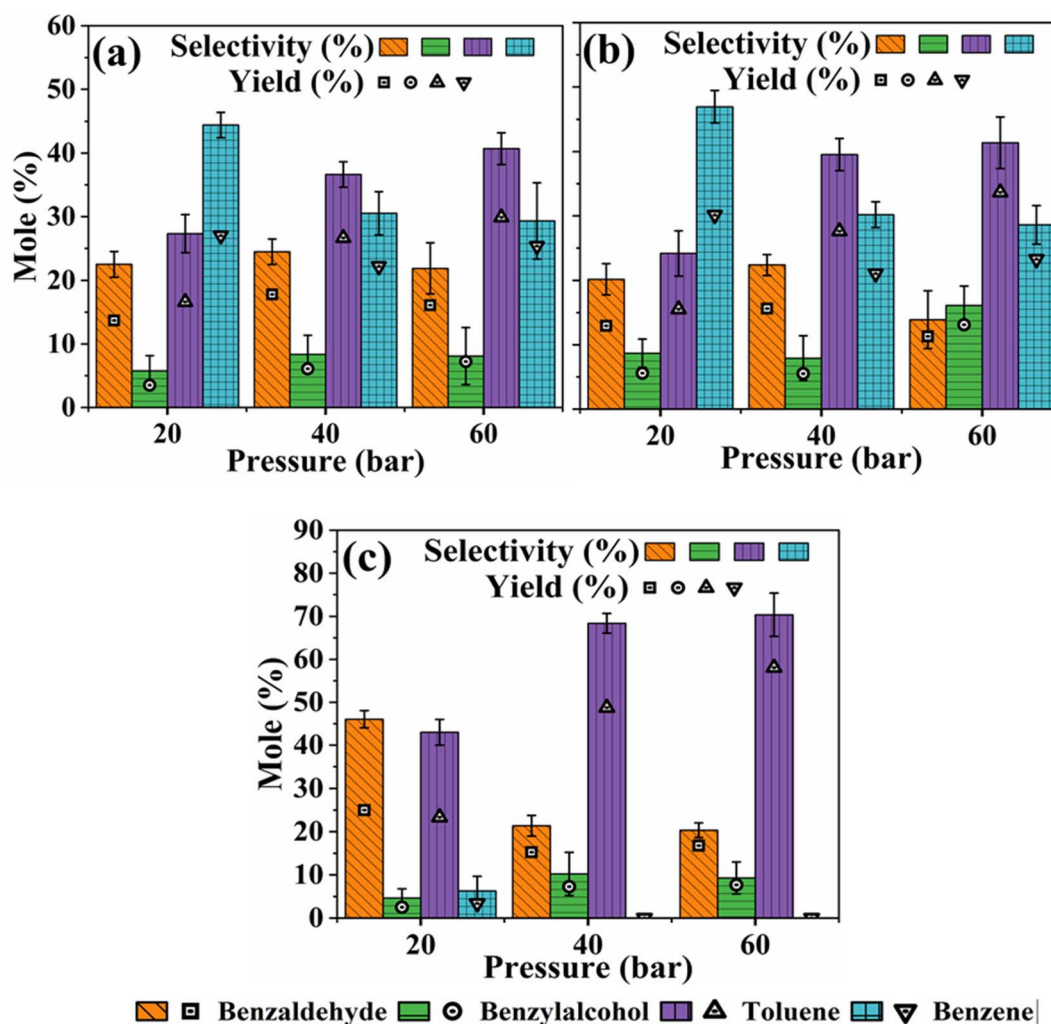 (a) Selectivity (%)
Yield (%)
60
50
40
30
20
10
0
Mole (%)
20 40 60
Pressure (bar)
(b) Selectivity (%)
Yield (%)
20 40 60
Pressure (bar)
(c) Selectivity (%)
Yield (%)
90
80
70
60
50
40
30
20
10
0
Mole (%)
20 40 60
Pressure (bar)
Benzaldehyde Benzylalcohol Toluene Benzene